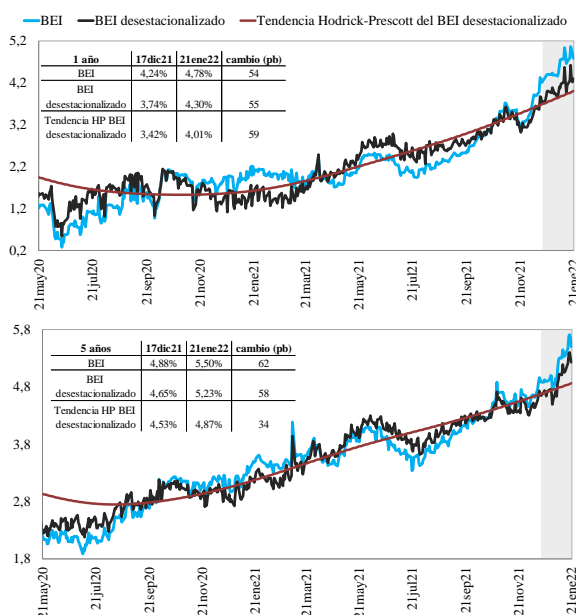 BEI BEI desestacionalizado Tendencia Hodrick-Prescott del BEI desestacionalizado
5,2
4,2
3,2
2,2
1,2
0,2
1 año 17dic21 21ene22 cambio (pb)
BEI 4,24% 4,78% 54
BEI
desestacionalizado 3,74% 4,30% 55
Tendencia HP BEI
desestacionalizado 3,42% 4,01% 59
21may20
21jul20
21sep20
21nov20
21ene21
21mar21
21may21
21jul21
21sep21
21nov21
21ene22
5,8
4,8
3,8
2,8
1,8
5 años 17dic21 21ene22 cambio (pb)
BEI 4,88% 5,50% 62
BEI
desestacionalizado 4,65% 5,23% 58
Tendencia HP BEI
desestacionalizado 4,53% 4,87% 34
21may20
21jul20
21sep20
21nov20
21ene21
21mar21
21may21
21jul21
21sep21
21nov21
21ene22